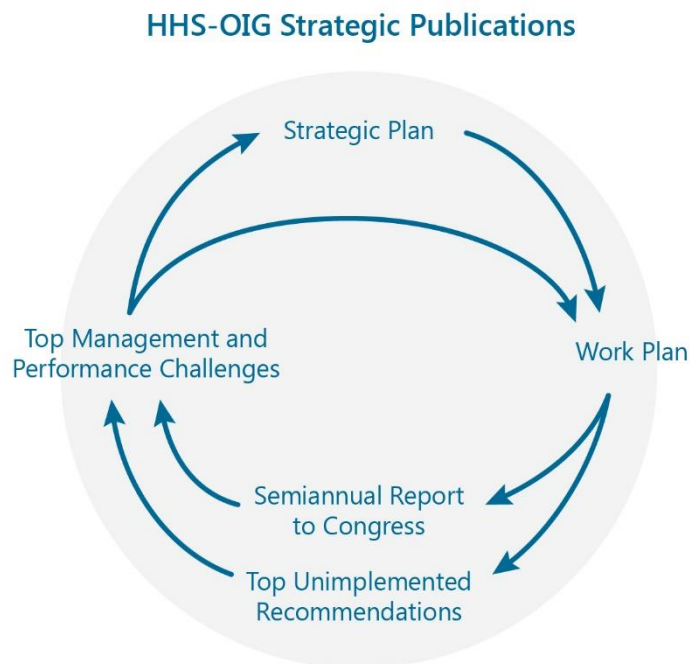 HHS-OIG Strategic Publications
Strategic Plan
Top Management and
Performance Challenges
Work Plan
Semiannual Report
to Congress
Top Unimplemented
Recommendations